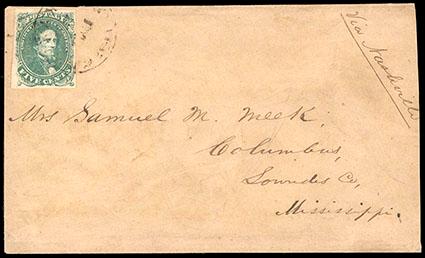 FIVE CENTS
Via Nashville
Mrs Samuel M. Meek,
Columbus,
Lowndes Co,
Mississippi.